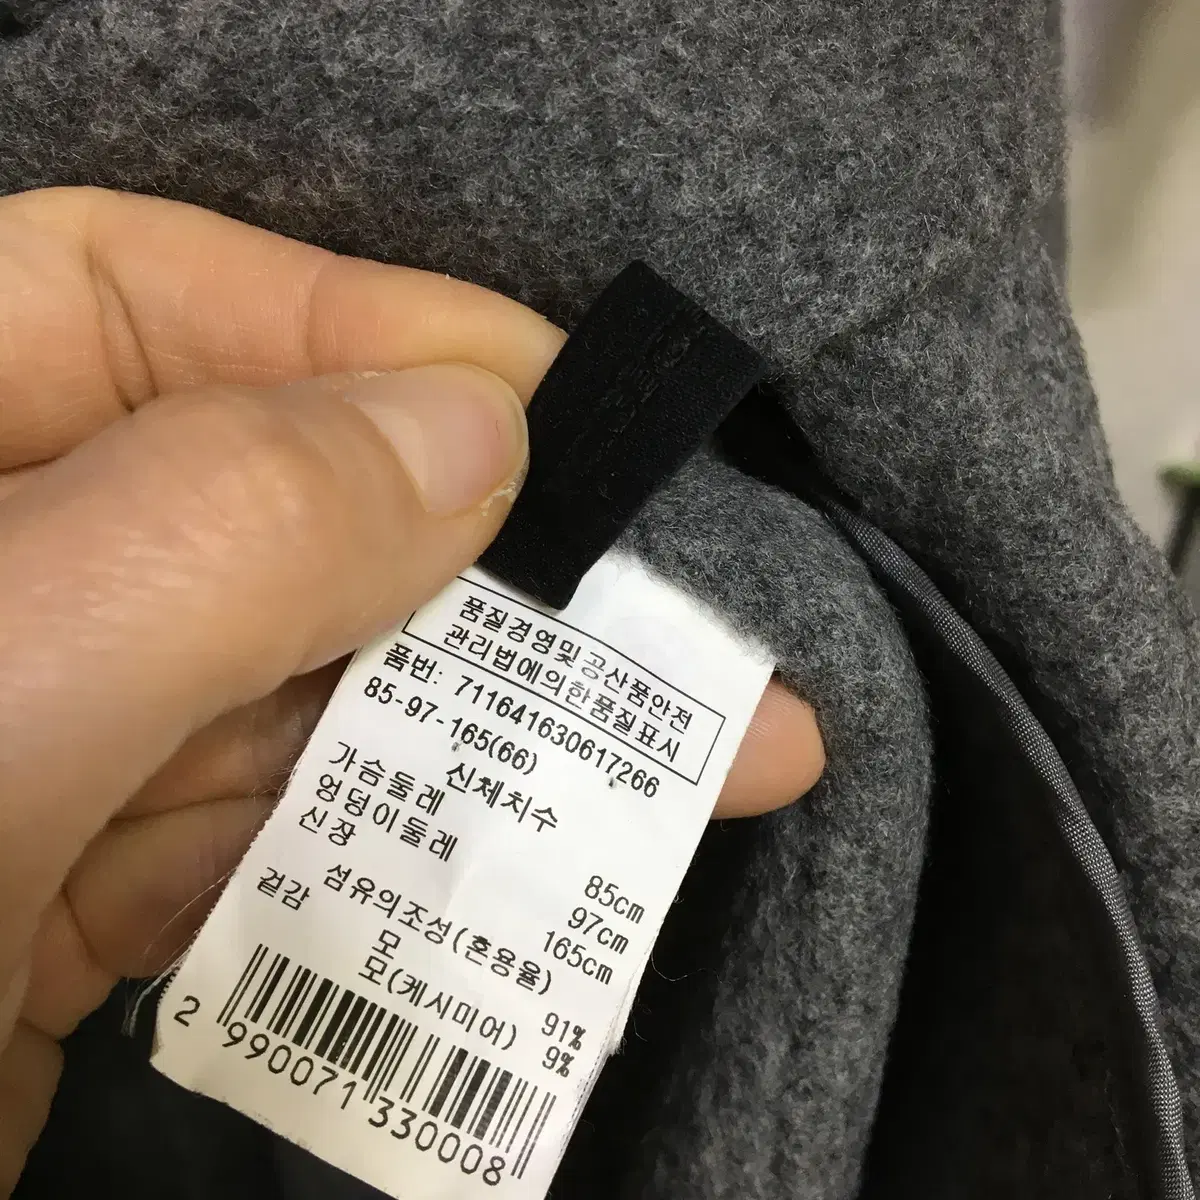 품질경영및공산품안전
관리법에의한품질표시
품번: 711641630617266
85-97-165(66)
신체치수
가슴둘레 85cm
엉덩이둘레 97cm
신장 165cm
섬유의조성(혼용율)
겉감 모 91%
모(케시미어) 9%
2 990071 330008